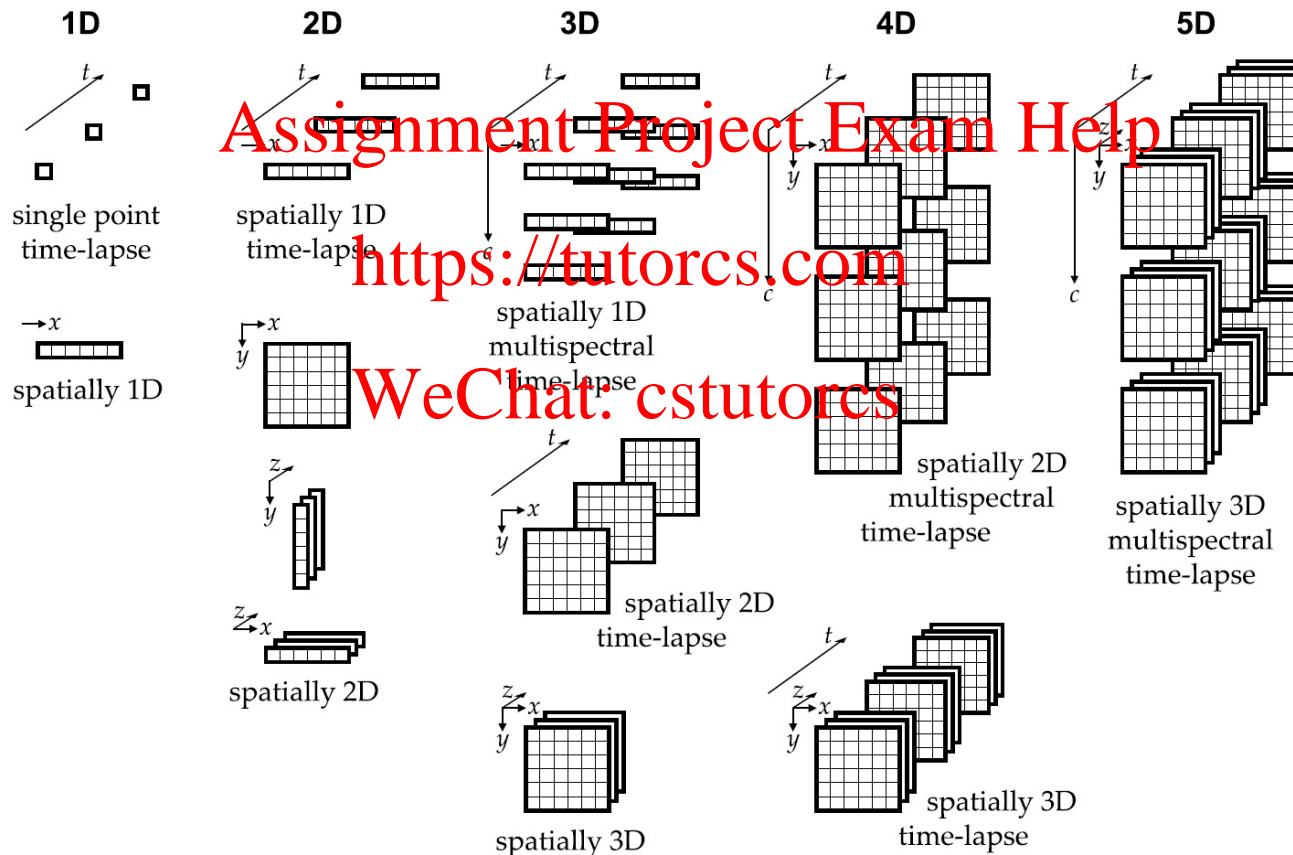 1D
2D
3D
4D
5D
t
single point
time-lapse
x
spatially 1D
t
x
spatially 1D
time-lapse
x
y
z
y
z
x
spatially 2D
t
x
c
spatially 1D
multispectral
time-lapse
t
x
y
spatially 2D
time-lapse
z
x
y
spatially 3D
t
x
y
c
spatially 2D
multispectral
time-lapse
t
z
x
y
spatially 3D
time-lapse
t
z
x
y
c
spatially 3D
multispectral
time-lapse
Assignment Project Exam Help
https://tutorcs.com
WeChat: cstutorcs